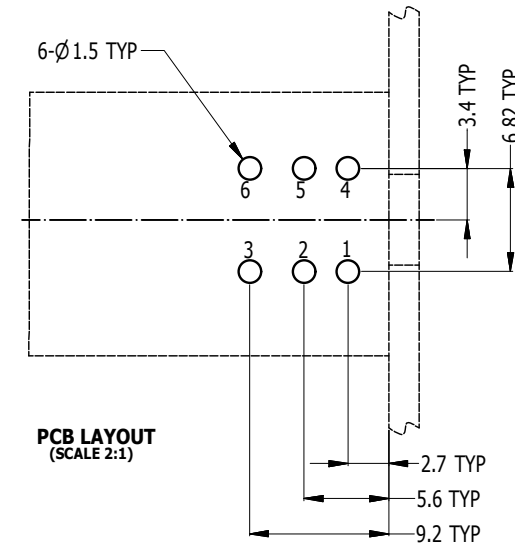 6-Ø1.5 TYP
3.4 TYP
6.82 TYP
6
5
4
3
2
1
PCB LAYOUT
(SCALE 2:1)
2.7 TYP
5.6 TYP
9.2 TYP